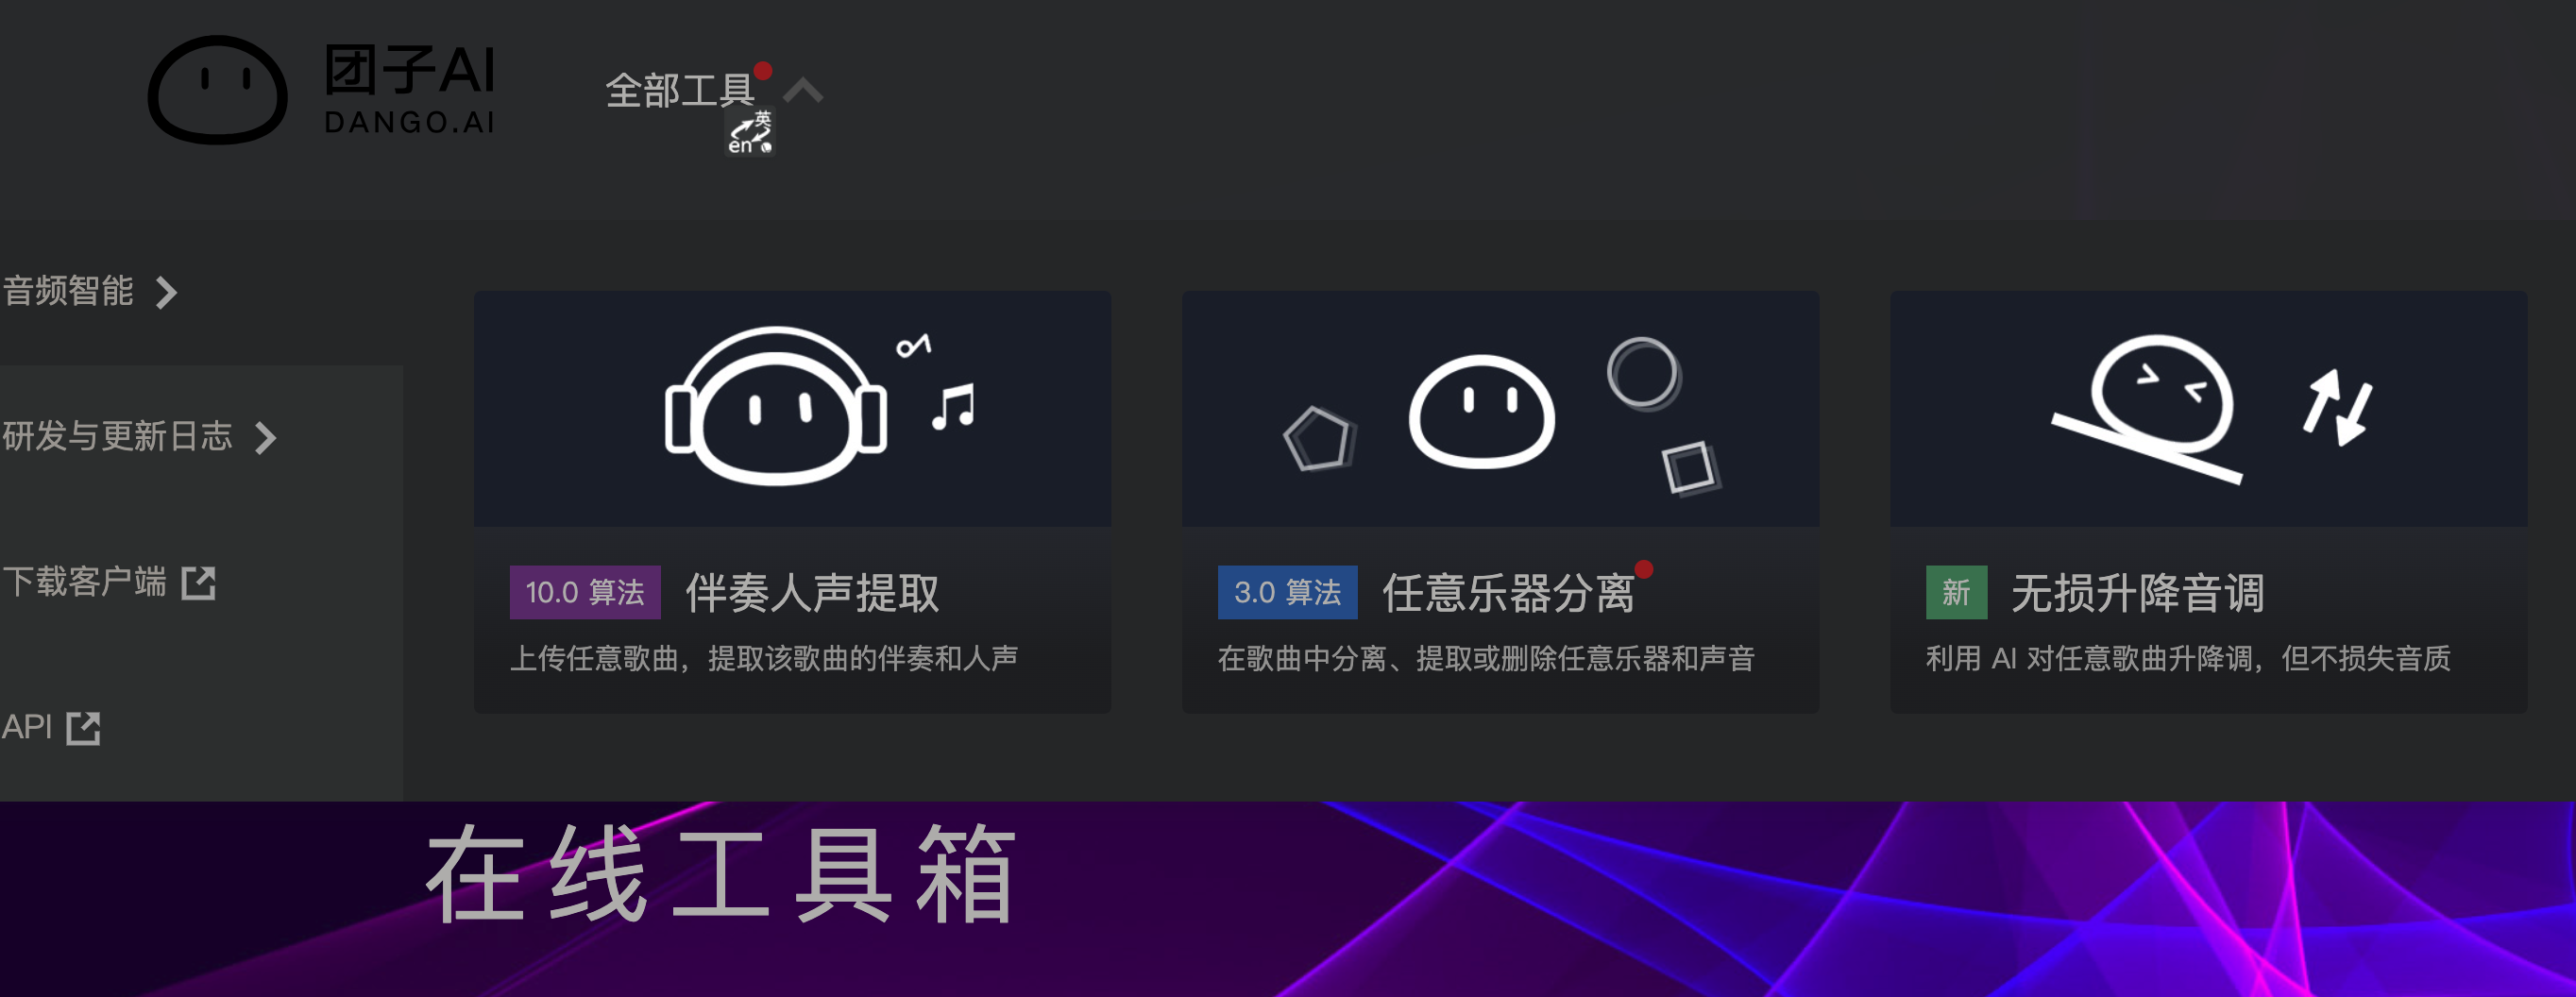 团子AI
DANGO.AI
全部工具
英
en
音频智能
研发与更新日志
下载客户端
API
10.0 算法 伴奏人声提取
上传任意歌曲，提取该歌曲的伴奏和人声
3.0 算法 任意乐器分离
在歌曲中分离、提取或删除任意乐器和声音
新 无损升降音调
利用 AI 对任意歌曲升降调，但不损失音质
在线工具箱